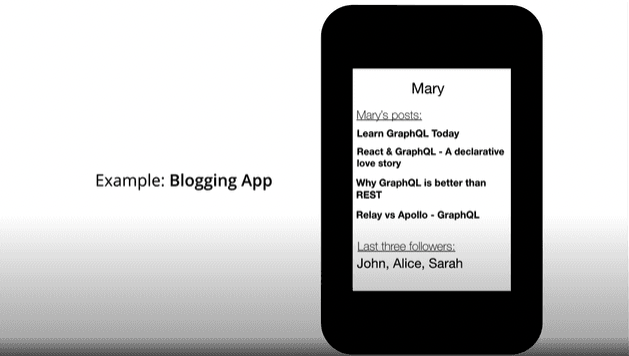 Example: Blogging App
Mary
Mary's posts:
Learn GraphQL Today
React & GraphQL - A declarative
love story
Why GraphQL is better than
REST
Relay vs Apollo - GraphQL
Last three followers:
John, Alice, Sarah